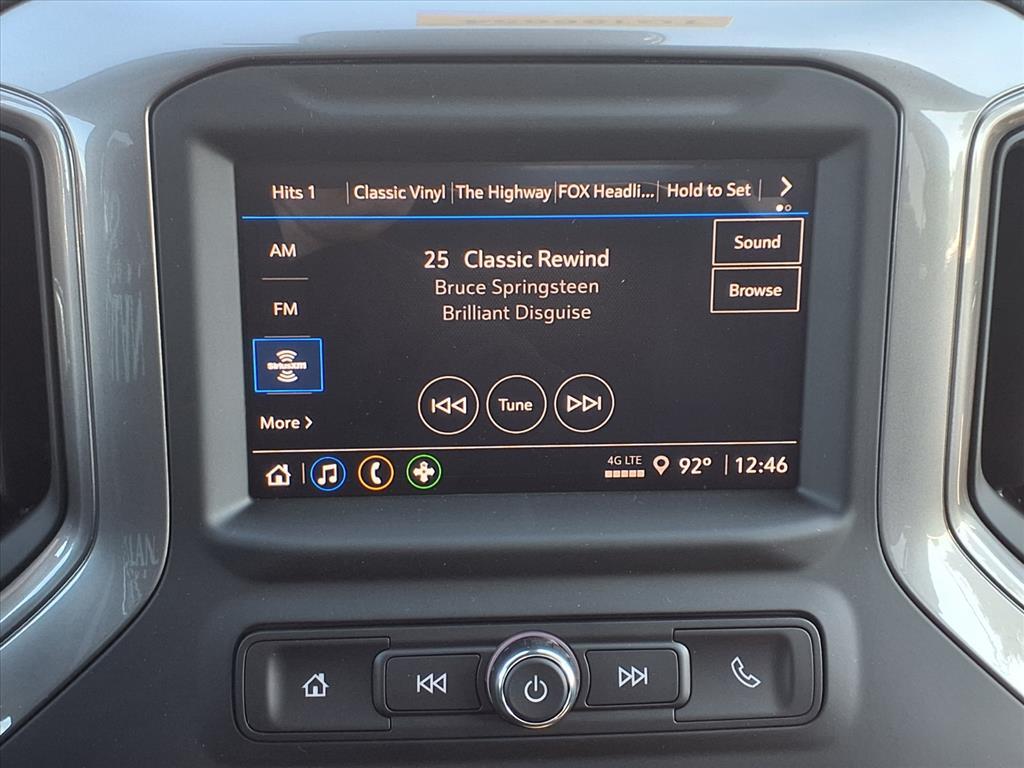 Hits 1 Classic Vinyl The Highway FOX Headli... Hold to Set
AM
25 Classic Rewind
Sound
Bruce Springsteen
Browse
FM
Brilliant Disguise
SiriusXM
Tune
More
4G LTE
92° 12:46